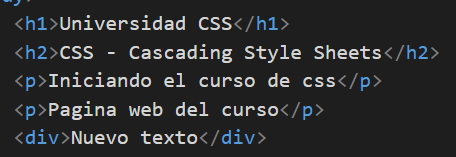 <h1>Universidad CSS</h1>
<h2>CSS - Cascading Style Sheets</h2>
<p>Iniciando el curso de css</p>
<p>Pagina web del curso</p>
<div>Nuevo texto</div>